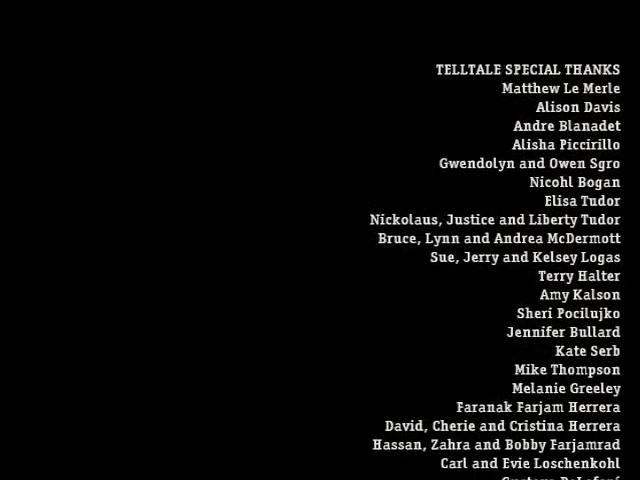 TELLTALE SPECIAL THANKS
Matthew Le Merle
Alison Davis
Andre Blanadet
Alisha Piccirillo
Gwendolyn and Owen Sgro
Nicohl Bogan
Elisa Tudor
Nickolaus, Justice and Liberty Tudor
Bruce, Lynn and Andrea McDermott
Sue, Jerry and Kelsey Logas
Terry Halter
Amy Kalson
Sheri Pocilujko
Jennifer Bullard
Kate Serb
Mike Thompson
Melanie Greeley
Faranak Farjam Herrera
David, Cherie and Cristina Herrera
Hassan, Zahra and Bobby Farjamrad
Carl and Evie Loschenkohl